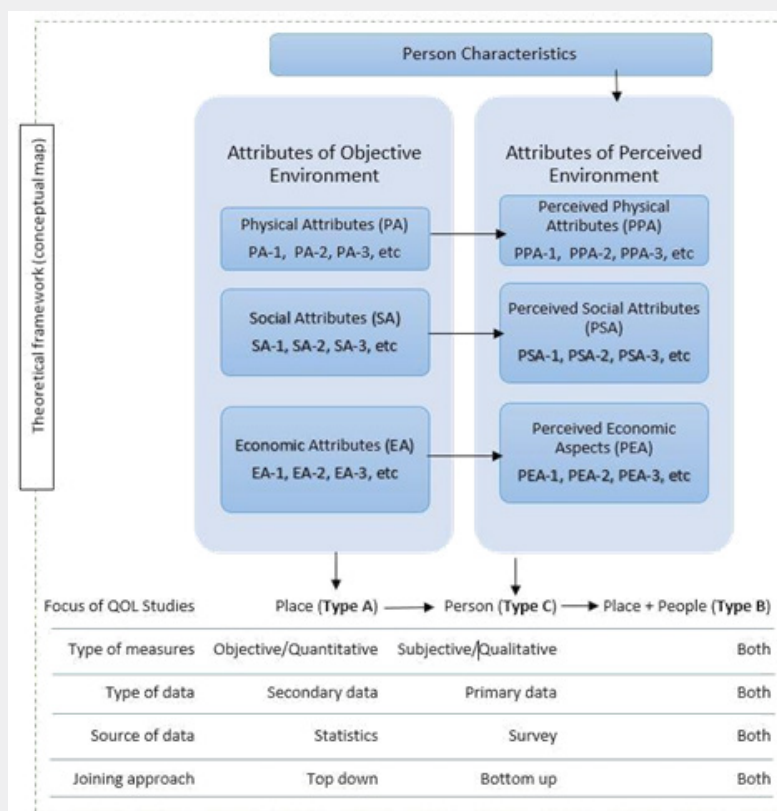 Person Characteristics
Theoretical framework (conceptual map)
Attributes of Objective
Environment
Physical Attributes (PA)
PA-1, PA-2, PA-3, etc
Social Attributes (SA)
SA-1, SA-2, SA-3, etc
Economic Attributes (EA)
EA-1, EA-2, EA-3, etc
Attributes of Perceived
Environment
Perceived Physical
Attributes (PPA)
PPA-1, PPA-2, PPA-3, etc
Perceived Social Attributes
(PSA)
PSA-1, PSA-2, PSA-3, etc
Perceived Economic
Aspects (PEA)
PEA-1, PEA-2, PEA-3, etc
Focus of QOL Studies Place (Type A) Person (Type C) Place + People (Type B)
Type of measures Objective/Quantitative Subjective/Qualitative Both
Type of data Secondary data Primary data Both
Source of data Statistics Survey Both
Joining approach Top down Bottom up Both